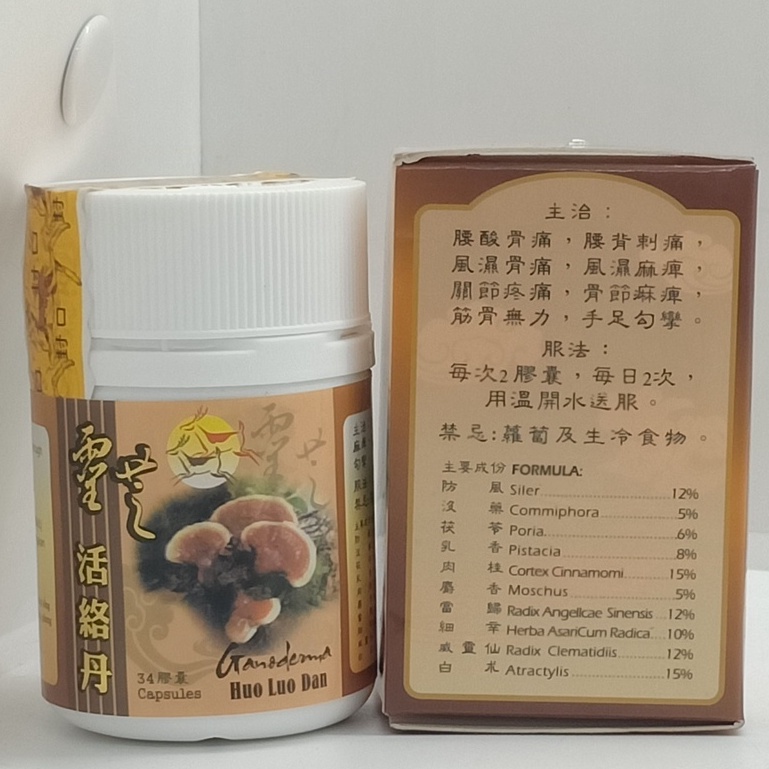 靈芝
活絡丹
34膠囊
Capsules
Ganoderma
Huo Luo Dan
主治：
腰酸骨痛，腰背刺痛，
風濕骨痛，風濕麻痺，
關節疼痛，骨節麻痺，
筋骨無力，手足勾攣。
服法：
每次2膠囊，每日2次，
用溫開水送服。
禁忌:蘿蔔及生冷食物。
主要成份 FORMULA:
防風 Siler 12%
沒藥 Commiphora 5%
茯苓 Poria 6%
乳香 Pistacia 8%
肉桂 Cortex Cinnamomi 15%
麝香 Moschus 5%
當歸 Radix Angellcae Sinensis 12%
細辛 Herba AsariCum Radica 10%
威靈仙 Radix Clematidiis 12%
白朮 Atractylis 15%